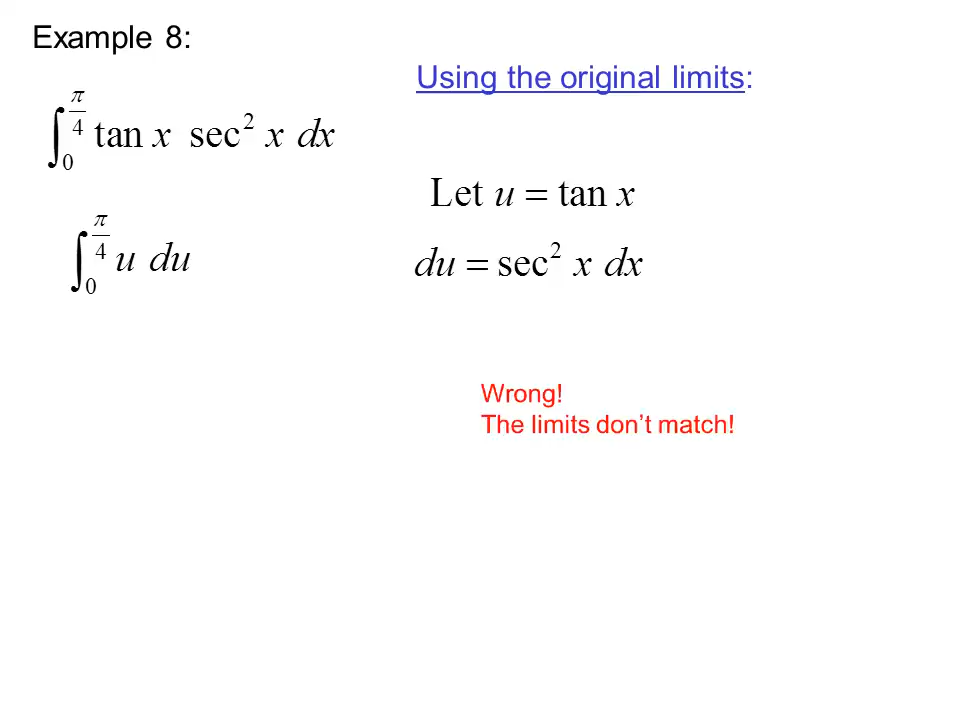 Example 8:
Using the original limits:
∫₀^{π/4} tan x sec² x dx
Let u = tan x
∫₀^{π/4} u du
du = sec² x dx
Wrong!
The limits don't match!